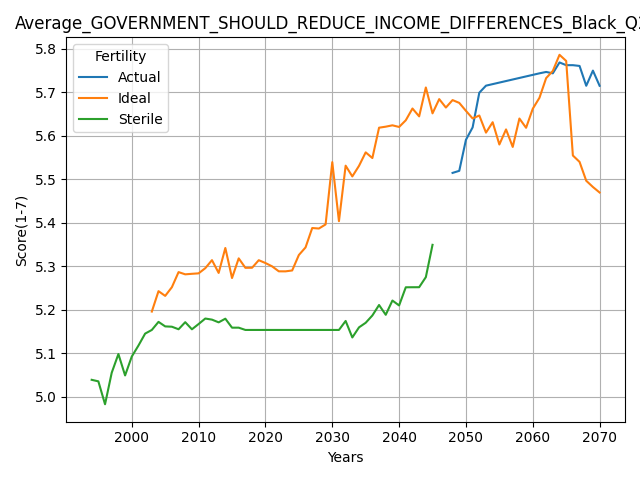 Average_GOVERNMENT_SHOULD_REDUCE_INCOME_DIFFERENCES_Black_Q
Fertility
Actual
Ideal
Sterile
Score(1-7)
5.8
5.7
5.6
5.5
5.4
5.3
5.2
5.1
5.0
2000 2010 2020 2030 2040 2050 2060 2070
Years